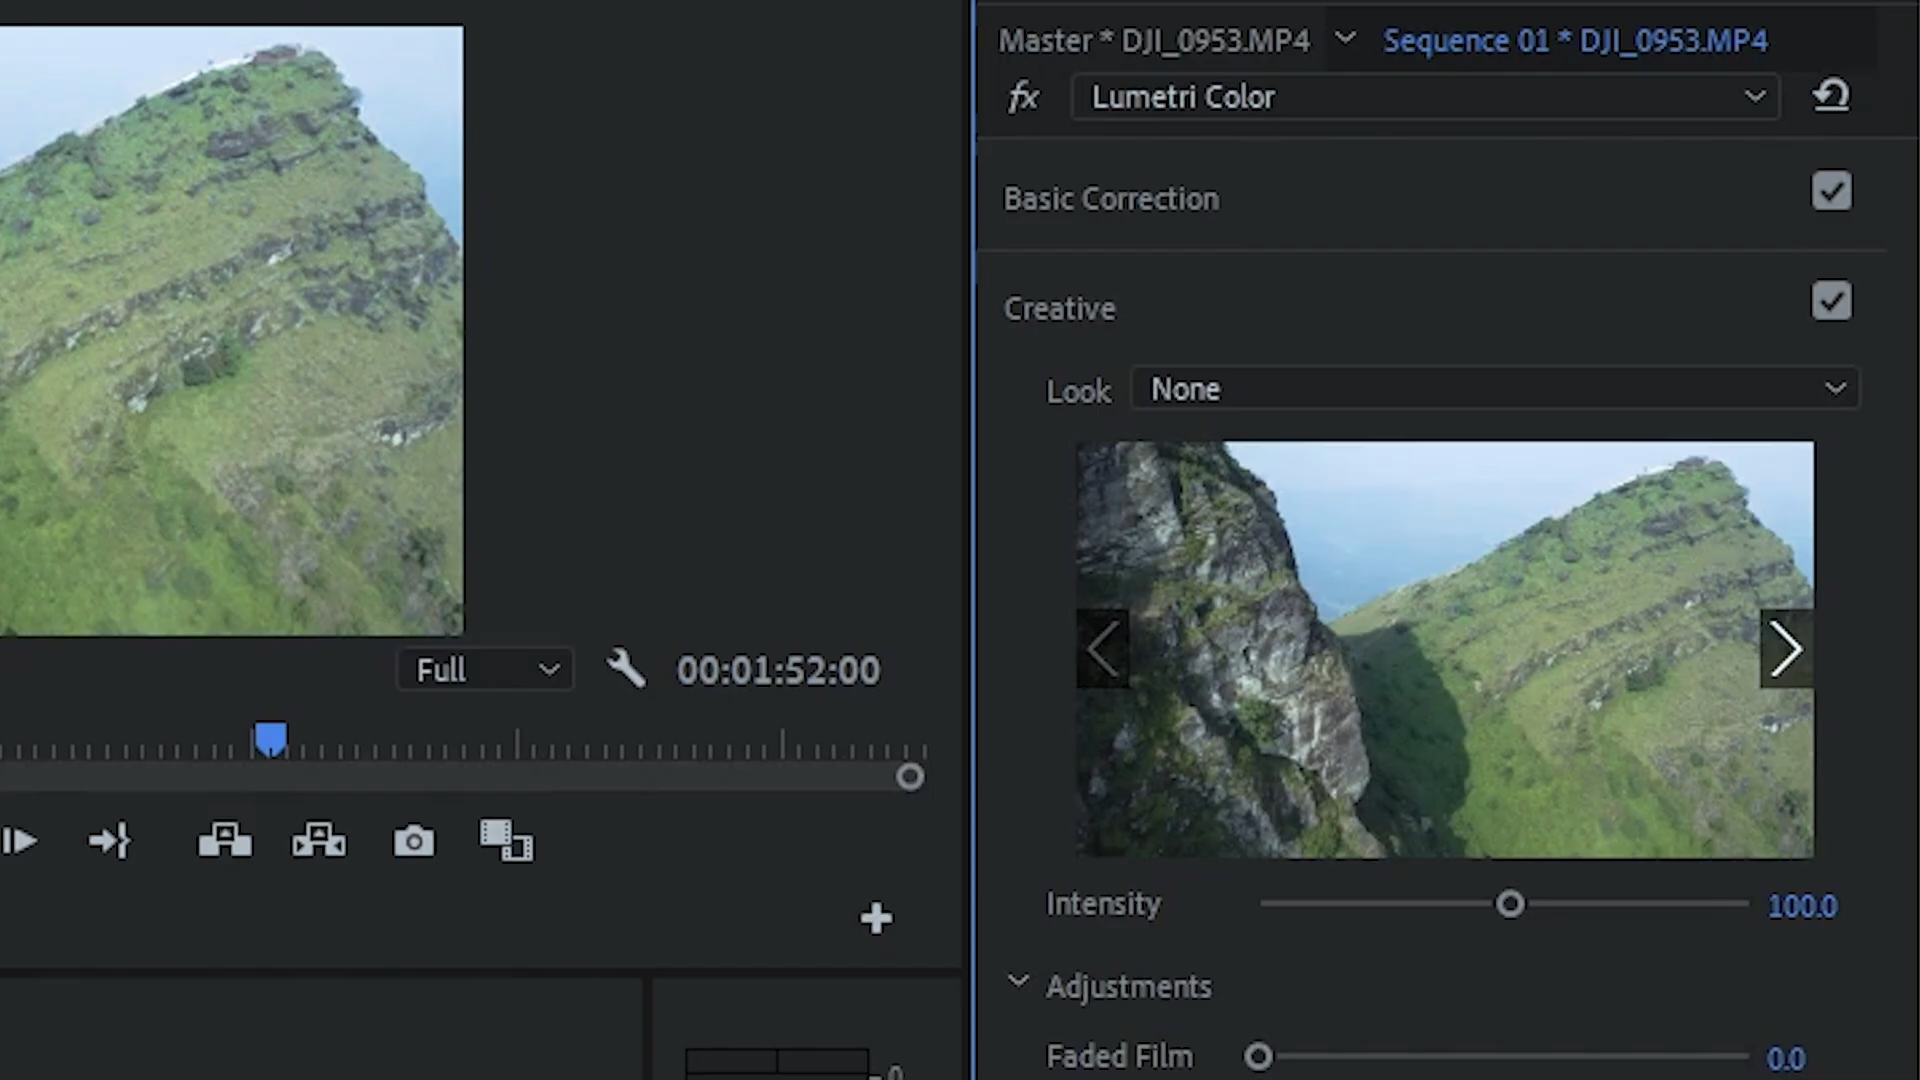 Master * DJI_0953.MP4
Sequence 01 * DJI_0953.MP4
fx
Lumetri Color
Basic Correction
Creative
Look
None
Full
00:01:52:00
Intensity
100.0
Adjustments
Faded Film
0.0